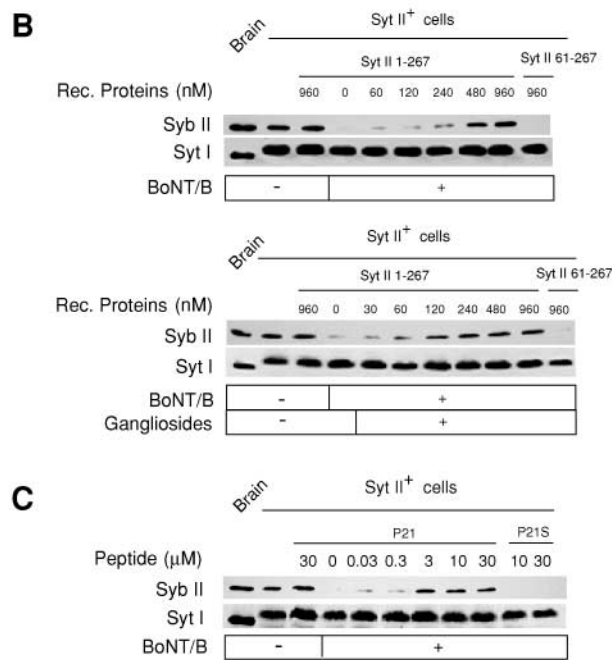 B
Brain
Syt II+ cells
Syt II 1-267
Syt II 61-267
Rec. Proteins (nM)
960 0 60 120 240 480 960 960
Syb II
Syt I
BoNT/B - +
Brain
Syt II+ cells
Syt II 1-267
Syt II 61-267
Rec. Proteins (nM)
960 0 30 60 120 240 480 960 960
Syb II
Syt I
BoNT/B - +
Gangliosides - +
C
Brain
Syt II+ cells
P21 P21S
Peptide (μM) 30 0 0.03 0.3 3 10 30 10 30
Syb II
Syt I
BoNT/B - +